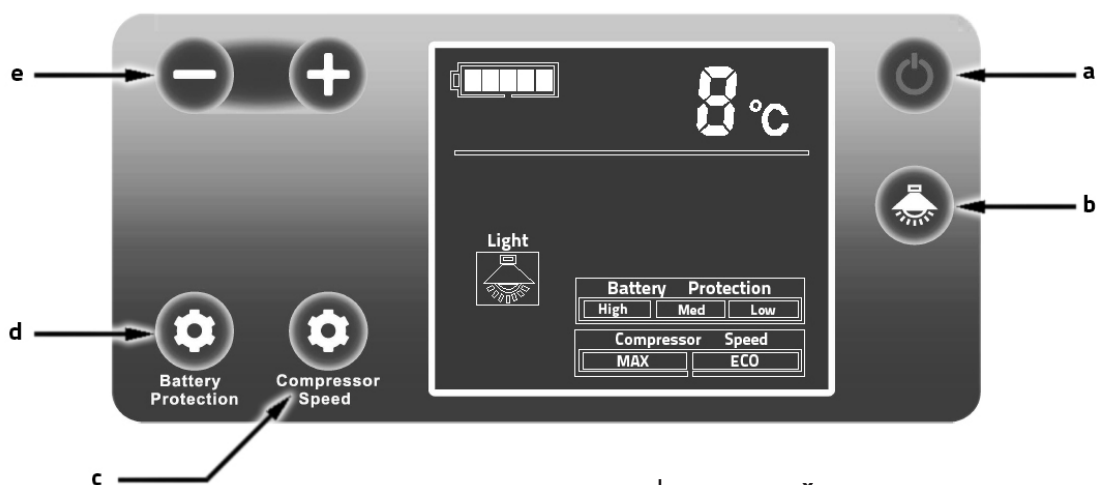 e
a
8 °C
b
Light
Battery Protection
High Med Low
Compressor Speed
MAX ECO
d
Battery
Protection
Compressor
Speed
c